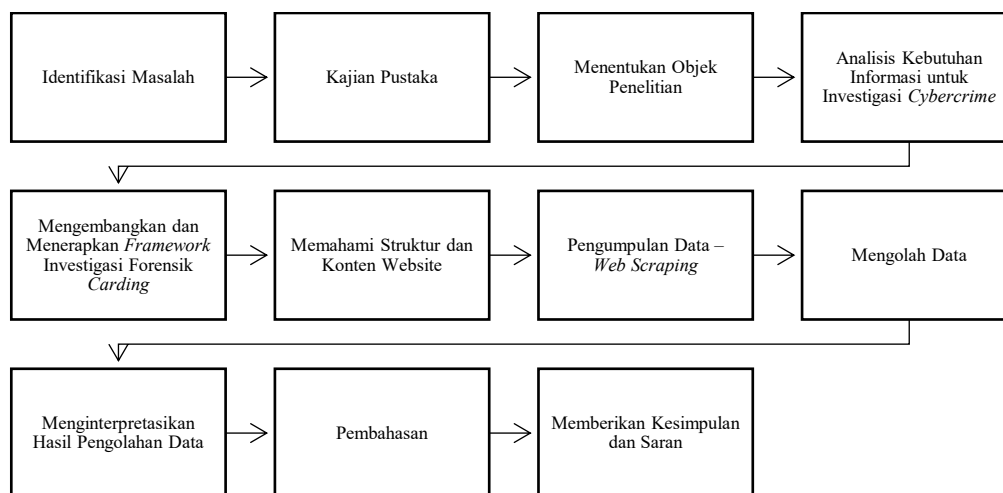 Identifikasi Masalah
Kajian Pustaka
Menentukan Objek
Penelitian
Analisis Kebutuhan
Informasi untuk
Investigasi Cybercrime
Mengembangkan dan
Menerapkan Framework
Investigasi Forensik
Carding
Memahami Struktur dan
Konten Website
Pengumpulan Data –
Web Scraping
Mengolah Data
Menginterpretasikan
Hasil Pengolahan Data
Pembahasan
Memberikan Kesimpulan
dan Saran